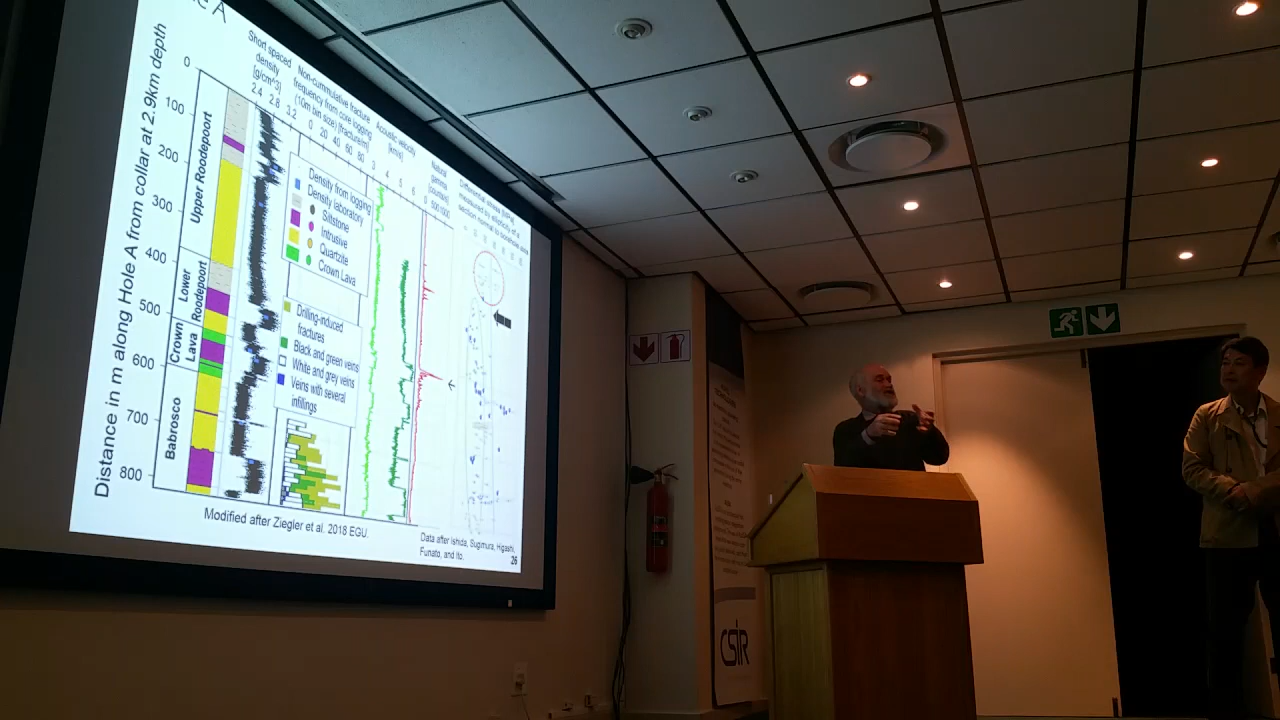 Distance in m along Hole A from collar at 2.9km depth
0
100
200
300
400
500
600
700
800
Upper Roodepoort
Lower
Roodepoort
Crown
Lava
Babrosco
Short spaced
density
[g/cm^3]
2.4 2.8 3.2
Non-cummutative fracture
frequency from core logging
(10m bin size) [fracture/m]
0 20 40 60 80
Acoustic velocity
[km/s]
Density from logging
Density laboratory
Siltstone
Intrusive
Quartzite
Crown Lava
Drilling-induced
fractures
Black and green veins
White and grey veins
Veins with several
infillings
Modified after Ziegler et al. 2018 EGU.
Data after Ishida, Sugimura, Higashi,
Funato, and Ito.
26
CSIR